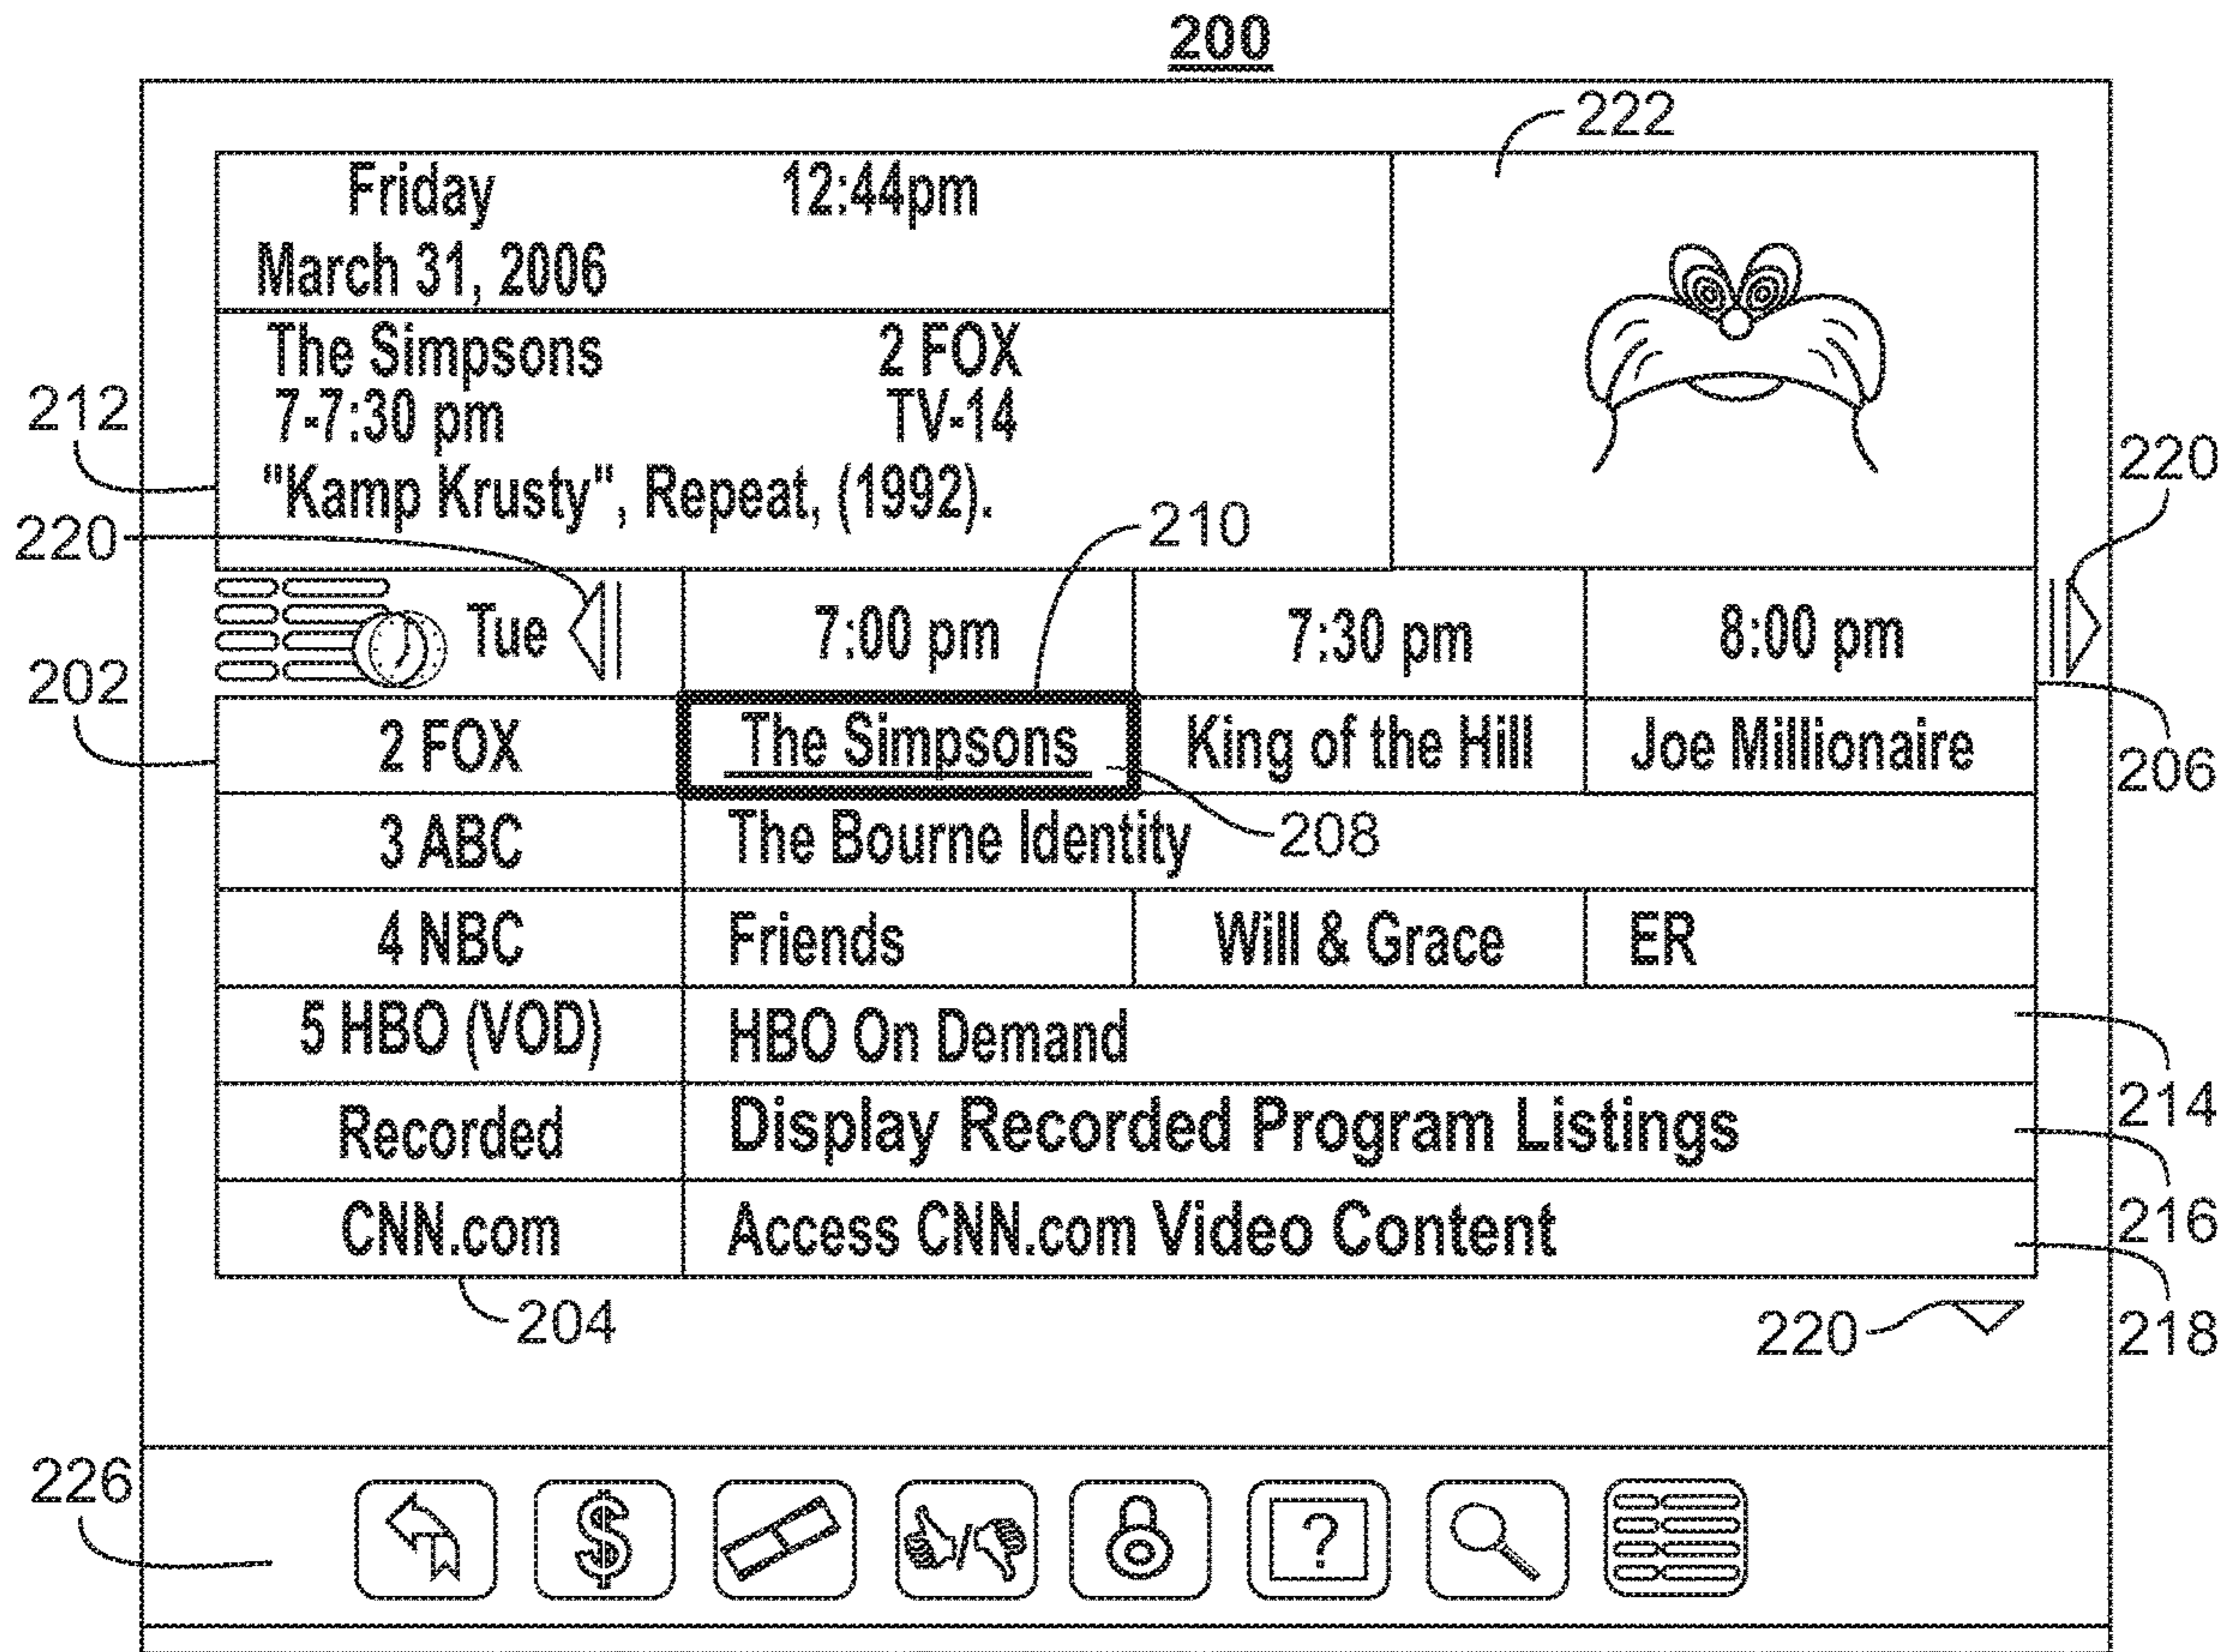 200
222
Friday 12:44pm
March 31, 2006
The Simpsons 2 FOX
212
7-7:30 pm TV-14
220
"Kamp Krusty", Repeat, (1992).
220
210
Tue 7:00 pm 7:30 pm 8:00 pm
202
2 FOX The Simpsons King of the Hill Joe Millionaire
206
3 ABC The Bourne Identity 208
4 NBC Friends Will & Grace ER
5 HBO (VOD) HBO On Demand
214
Recorded Display Recorded Program Listings
216
CNN.com Access CNN.com Video Content
204
220
218
226
$ / ?